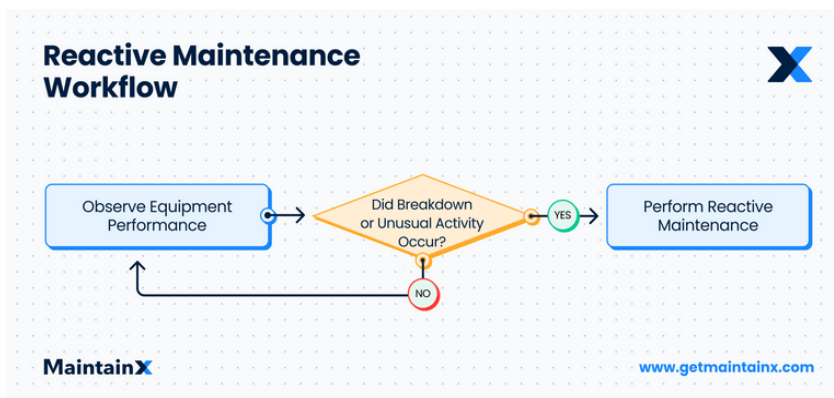 Reactive Maintenance
Workflow
Observe Equipment
Performance
Did Breakdown
or Unusual Activity
Occur?
YES
Perform Reactive
Maintenance
NO
MaintainX
www.getmaintainx.com